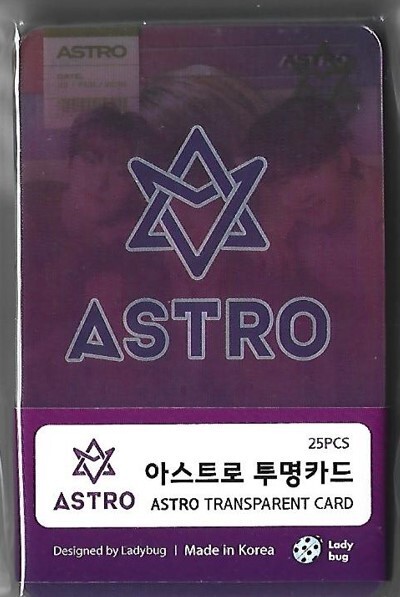 ASTRO
ASTRO
ASTRO
25PCS
아스트로 투명카드
ASTRO
ASTRO TRANSPARENT CARD
Designed by Ladybug | Made in Korea
Lady
bug